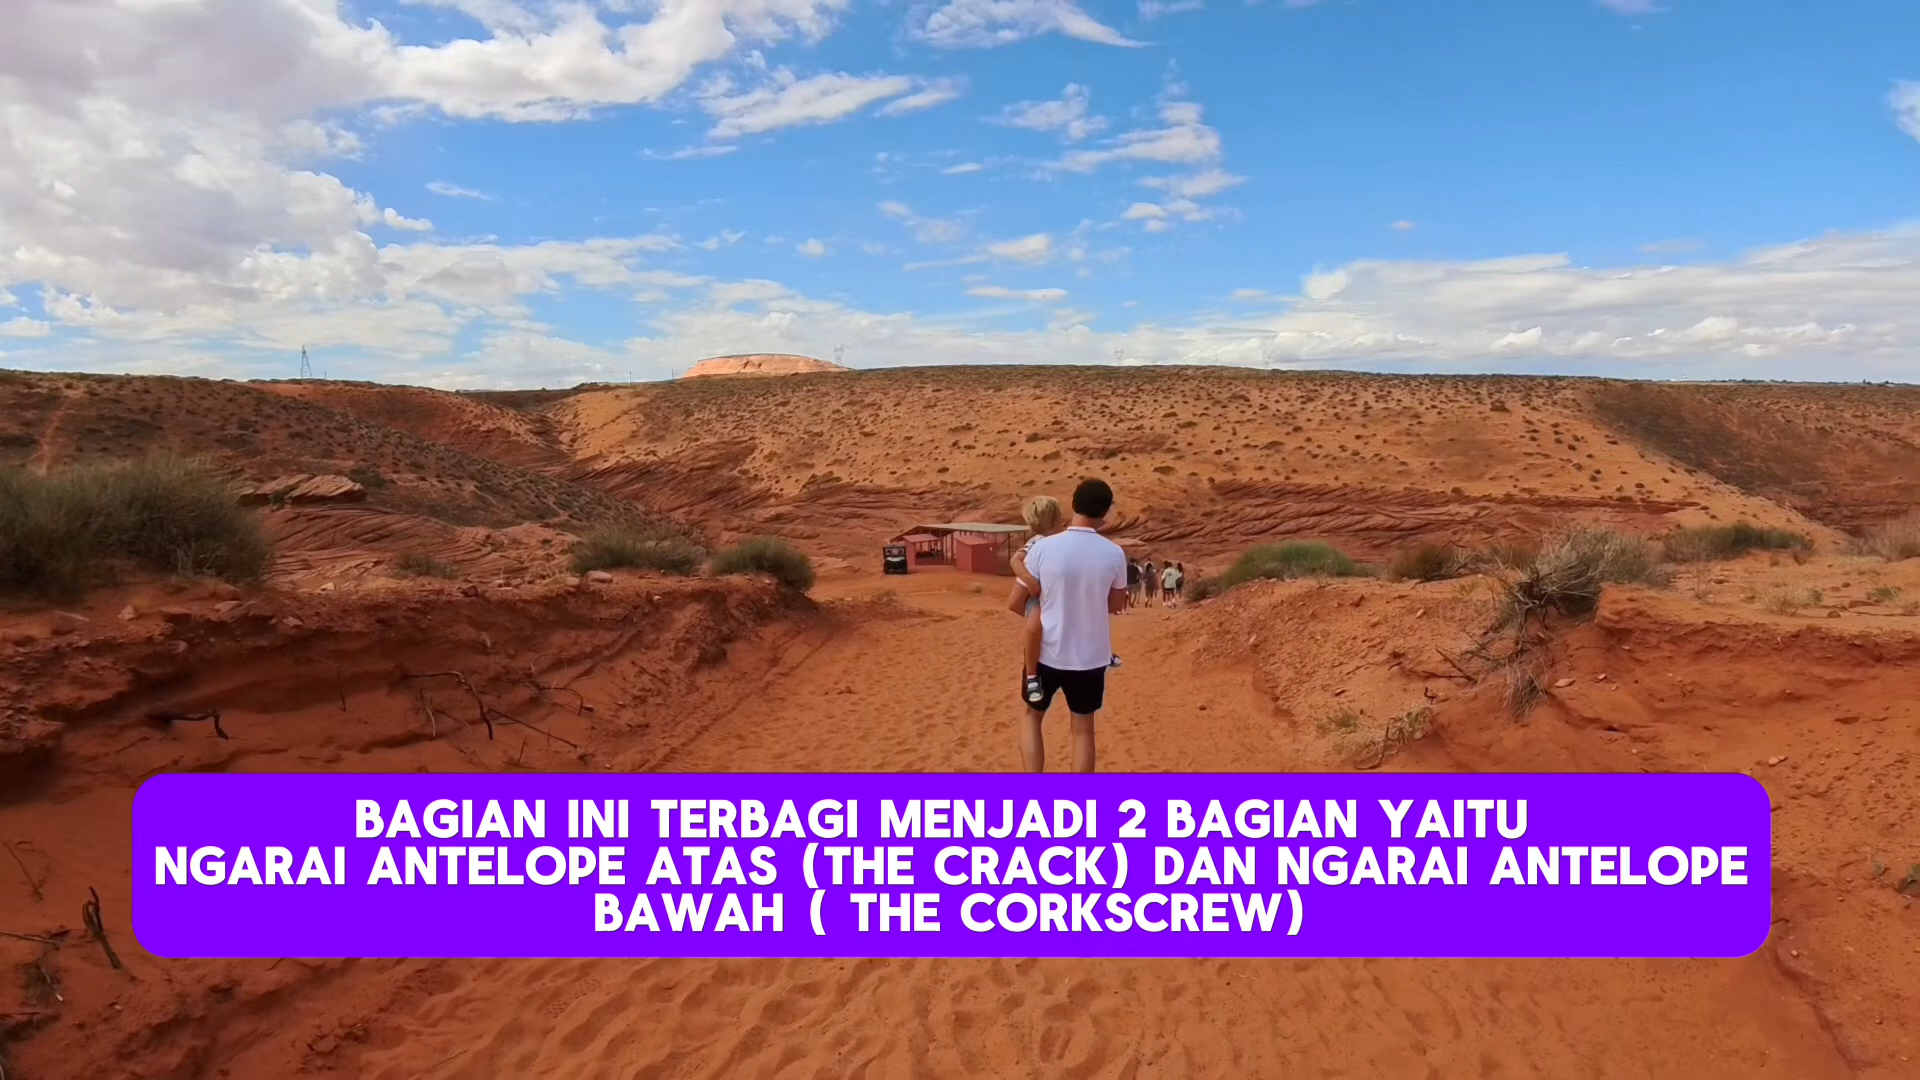 BAGIAN INI TERBAGI MENJADI 2 BAGIAN YAITU
NGARAI ANTELOPE ATAS (THE CRACK) DAN NGARAI ANTELOPE
BAWAH ( THE CORKSCREW)